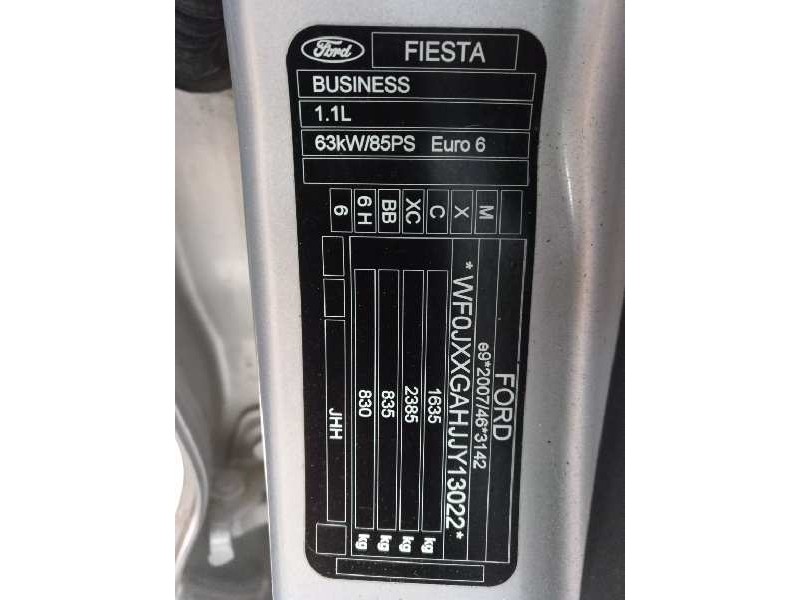 Ford FIESTA
BUSINESS
1.1L
63kW/85PS Euro 6
M X C XC BB 6H 6
FORD
e9*2007/46*3142
*WF0JXXGAHJJY13022*
1635 kg
2385 kg
835 kg
830 kg
JHH